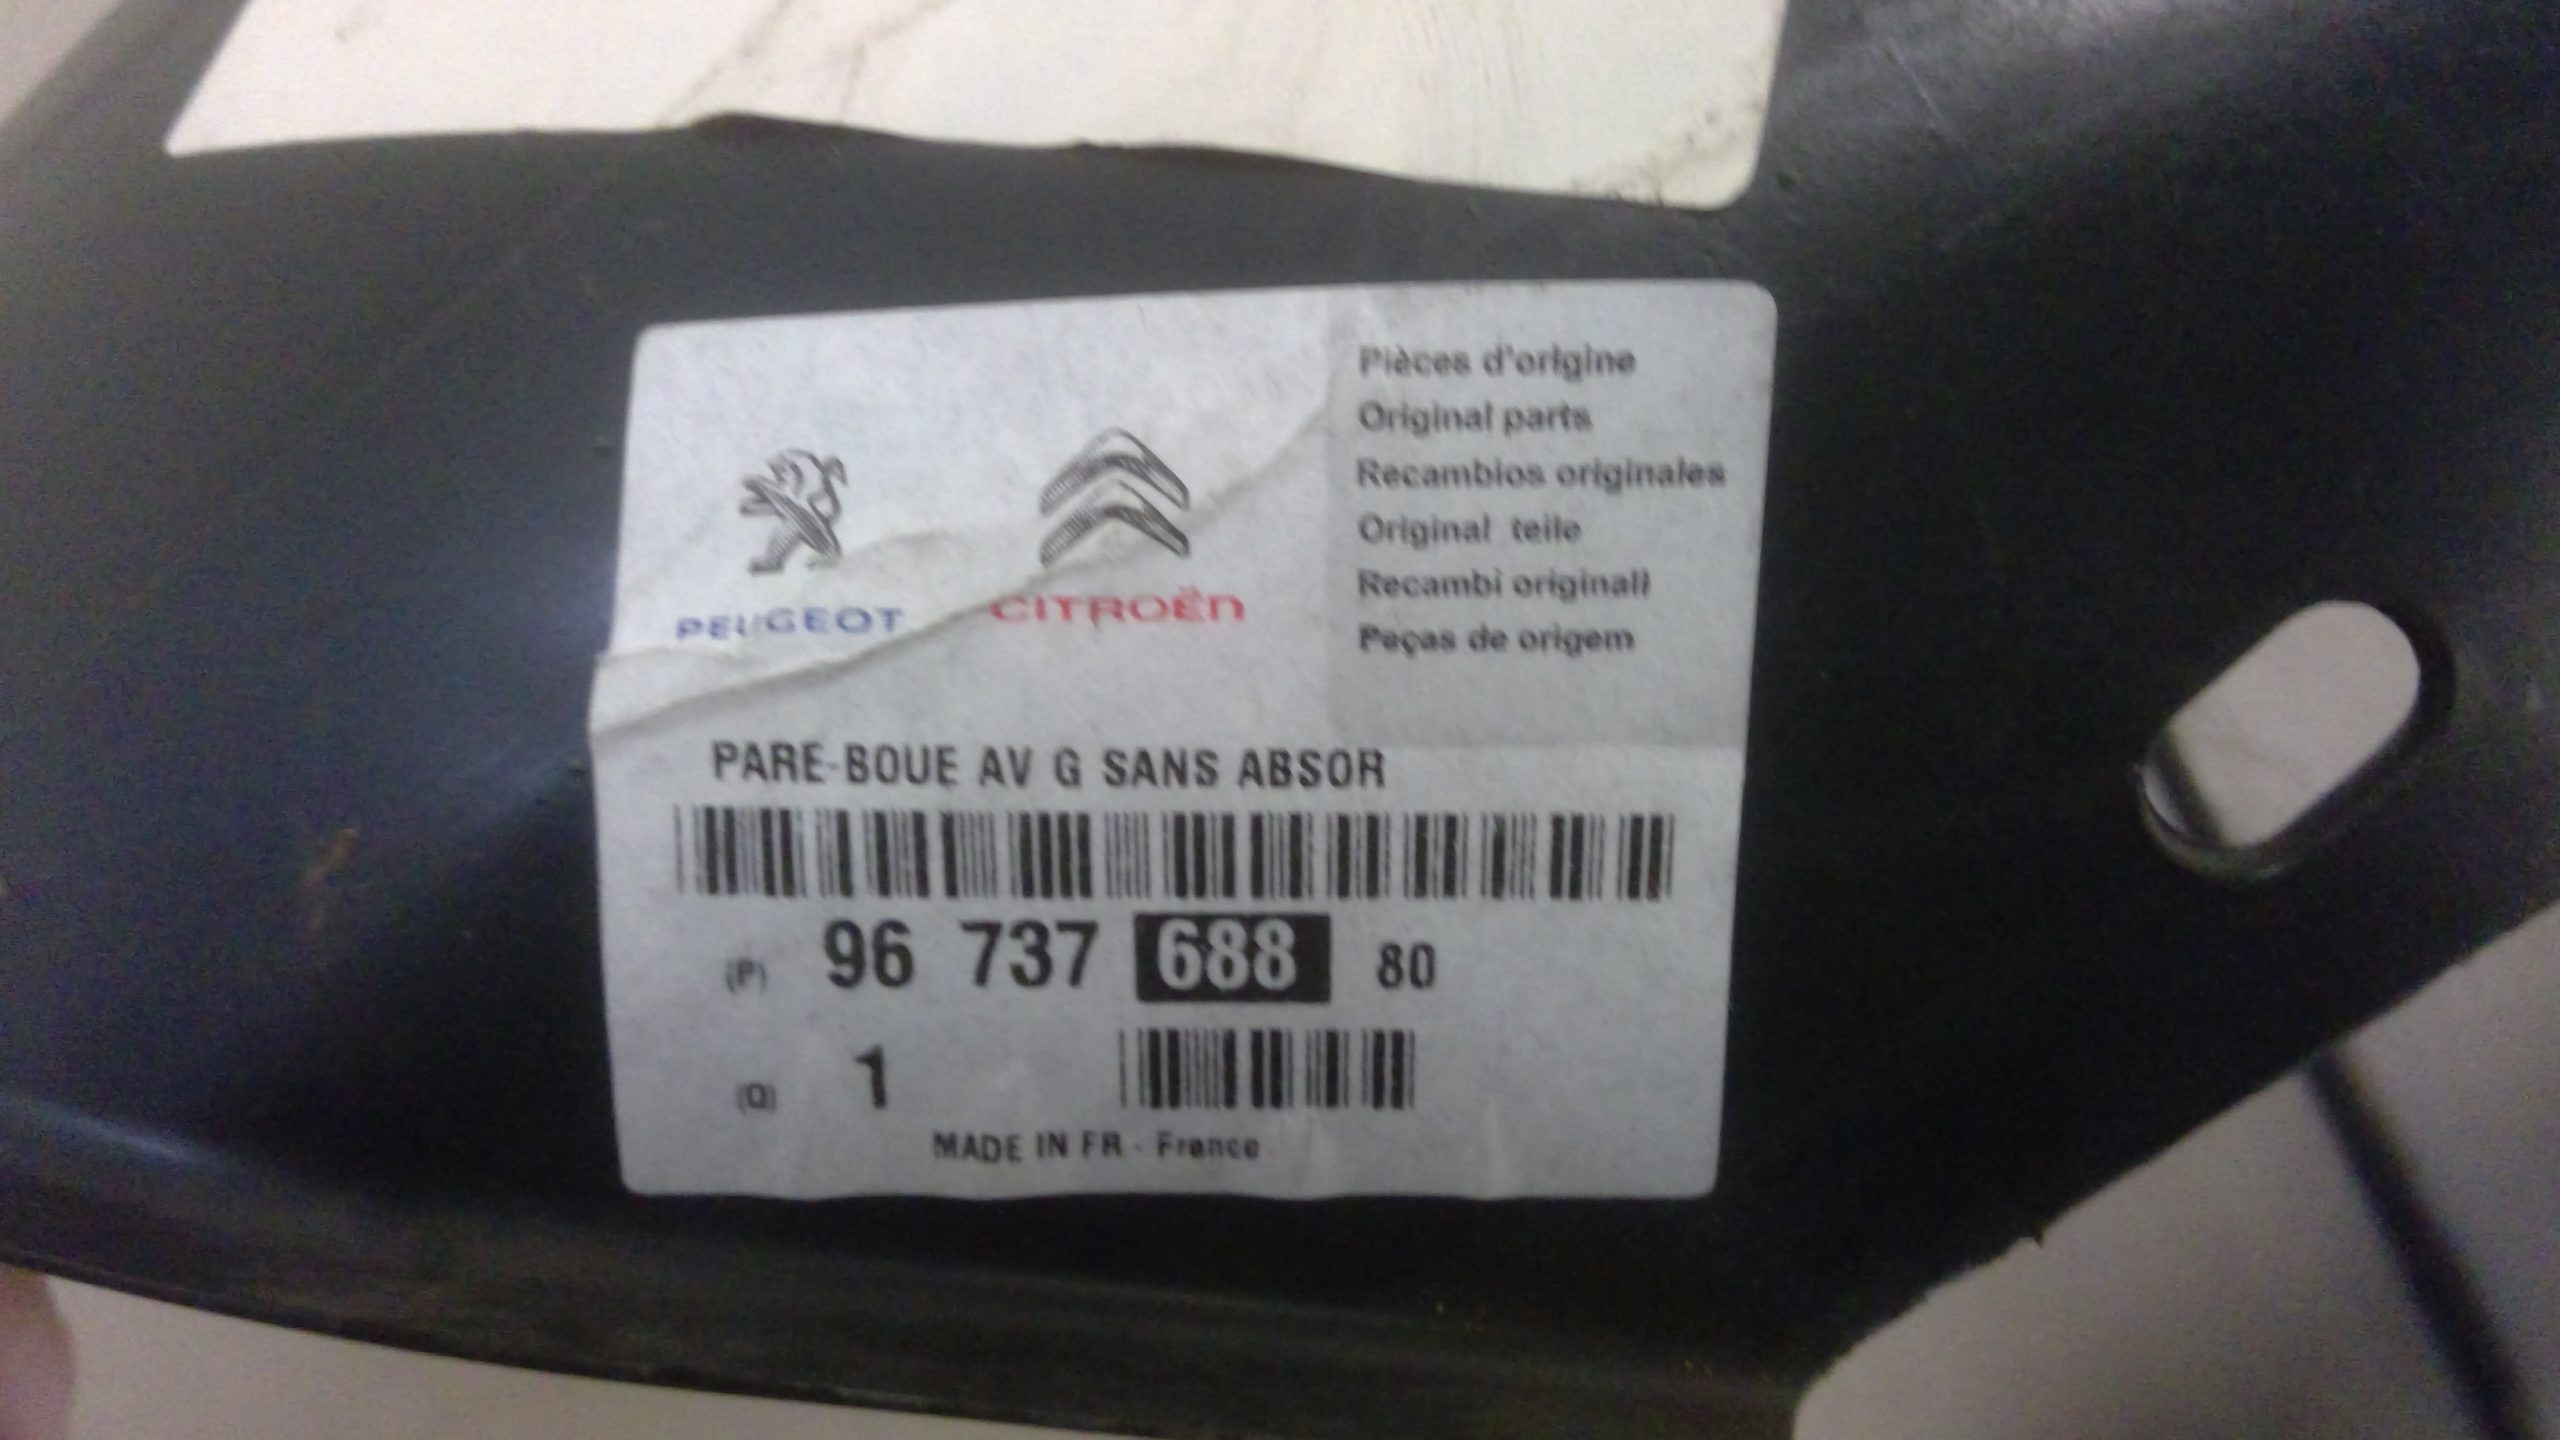 Pièces d'origine
Original parts
Recambios originales
Original teile
Recambi originali
Peças de origem
PEUGEOT CITROËN
PARE-BOUE AV G SANS ABSOR
(P) 96 737 688 80
(Q) 1
MADE IN FR - France